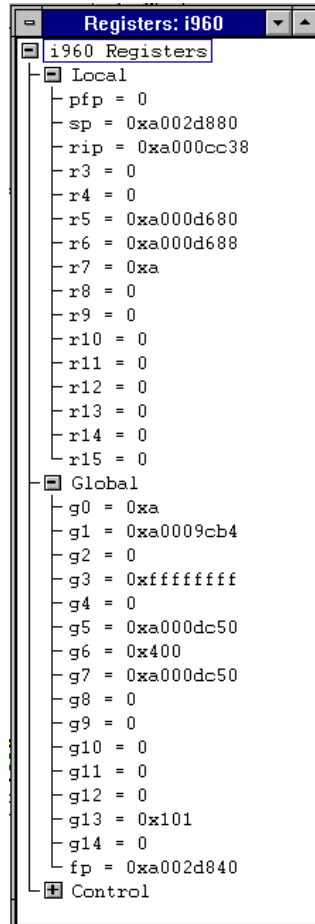 Registers: i960
i960 Registers
Local
pfp = 0
sp = 0xa002d880
rip = 0xa000cc38
r3 = 0
r4 = 0
r5 = 0xa000d680
r6 = 0xa000d688
r7 = 0xa
r8 = 0
r9 = 0
r10 = 0
r11 = 0
r12 = 0
r13 = 0
r14 = 0
r15 = 0
Global
g0 = 0xa
g1 = 0xa0009cb4
g2 = 0
g3 = 0xffffffff
g4 = 0
g5 = 0xa000dc50
g6 = 0x400
g7 = 0xa000dc50
g8 = 0
g9 = 0
g10 = 0
g11 = 0
g12 = 0
g13 = 0x101
g14 = 0
fp = 0xa002d840
Control